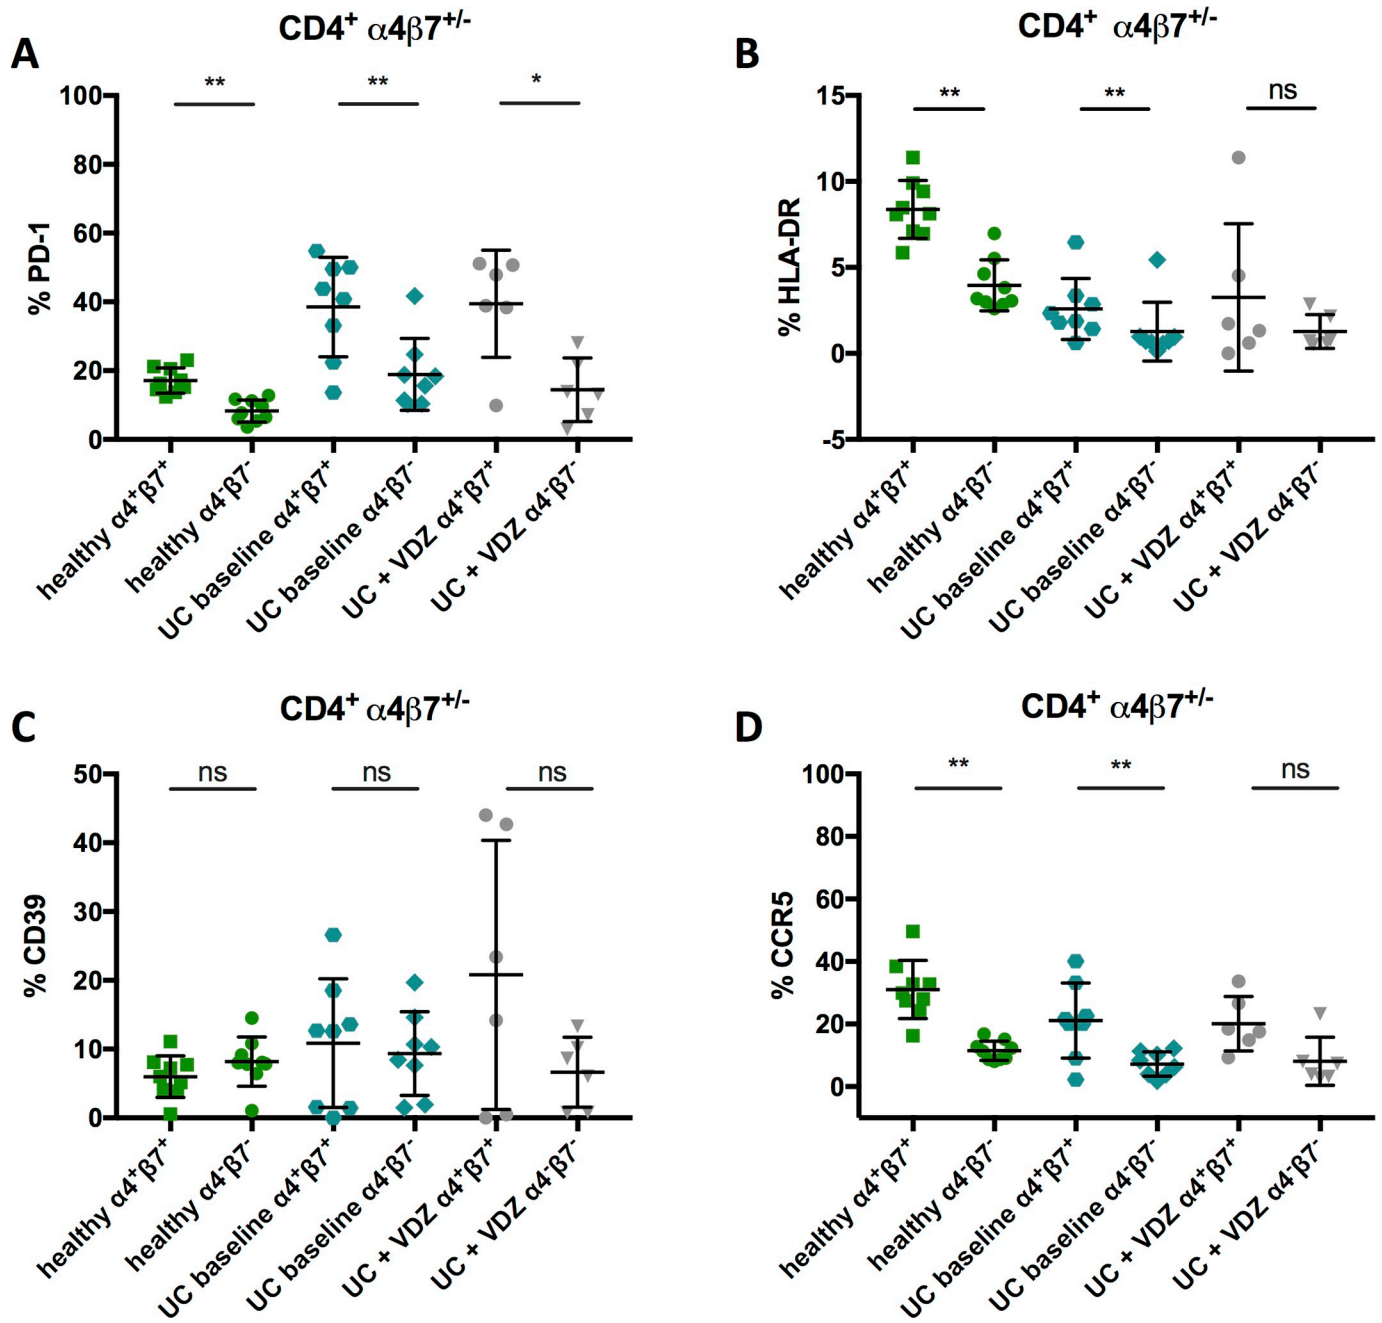 A
CD4⁺ α4β7⁺/⁻
** ** *
100
80
60
40
20
0
% PD-1
healthy α4⁺β7⁺
healthy α4⁻β7⁻
UC baseline α4⁺β7⁺
UC baseline α4⁻β7⁻
UC + VDZ α4⁺β7⁺
UC + VDZ α4⁻β7⁻
B
CD4⁺ α4β7⁺/⁻
** ** ns
15
10
5
0
-5
% HLA-DR
healthy α4⁺β7⁺
healthy α4⁻β7⁻
UC baseline α4⁺β7⁺
UC baseline α4⁻β7⁻
UC + VDZ α4⁺β7⁺
UC + VDZ α4⁻β7⁻
C
CD4⁺ α4β7⁺/⁻
ns ns ns
50
40
30
20
10
0
% CD39
healthy α4⁺β7⁺
healthy α4⁻β7⁻
UC baseline α4⁺β7⁺
UC baseline α4⁻β7⁻
UC + VDZ α4⁺β7⁺
UC + VDZ α4⁻β7⁻
D
CD4⁺ α4β7⁺/⁻
** ** ns
100
80
60
40
20
0
% CCR5
healthy α4⁺β7⁺
healthy α4⁻β7⁻
UC baseline α4⁺β7⁺
UC baseline α4⁻β7⁻
UC + VDZ α4⁺β7⁺
UC + VDZ α4⁻β7⁻